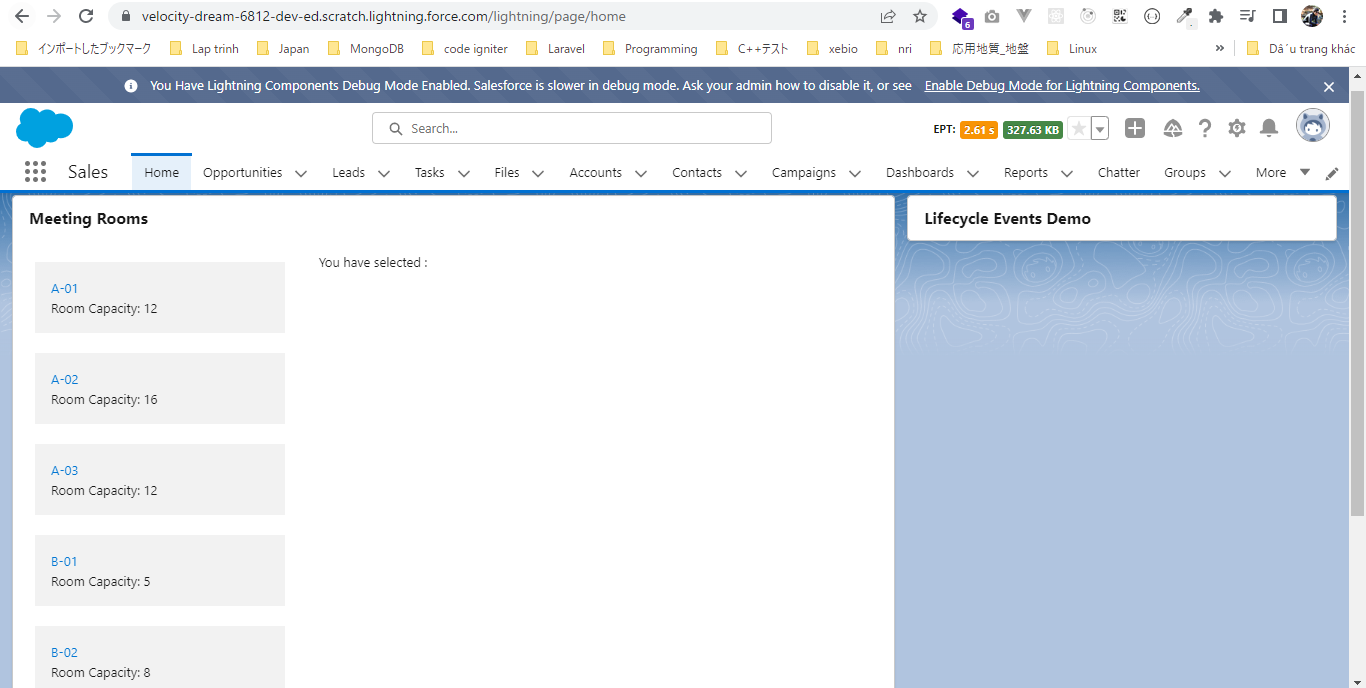 velocity-dream-6812-dev-ed.scratch.lightning.force.com/lightning/page/home
6
インポートしたブックマーク Lap trinh Japan MongoDB code igniter Laravel Programming C++テスト xebio nri 応用地質_地盤 Linux » Dấu trang khác
You Have Lightning Components Debug Mode Enabled. Salesforce is slower in debug mode. Ask your admin how to disable it, or see Enable Debug Mode for Lightning Components.
Search...
EPT: 2.61 s 327.63 KB
Sales Home Opportunities Leads Tasks Files Accounts Contacts Campaigns Dashboards Reports Chatter Groups More
Meeting Rooms
You have selected :
A-01
Room Capacity: 12
A-02
Room Capacity: 16
A-03
Room Capacity: 12
B-01
Room Capacity: 5
B-02
Room Capacity: 8
Lifecycle Events Demo